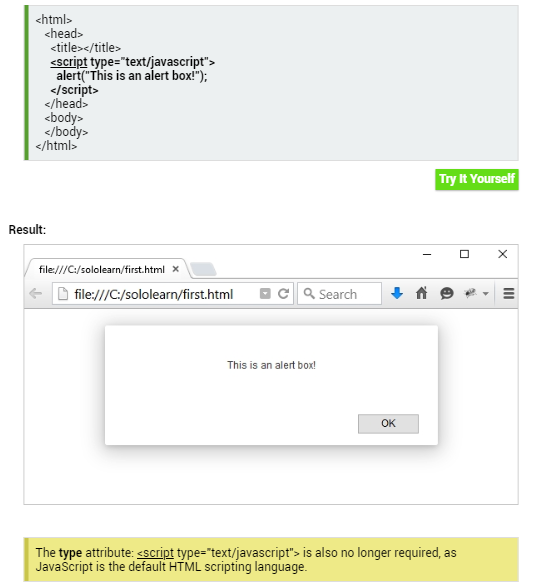 <html>
<head>
<title></title>
<script type="text/javascript">
alert("This is an alert box!");
</script>
</head>
<body>
</body>
</html>
Try It Yourself
Result:
file:///C:/sololearn/first.html ×
file:///C:/sololearn/first.html Search
This is an alert box!
OK
The type attribute: <script type="text/javascript"> is also no longer required, as
JavaScript is the default HTML scripting language.